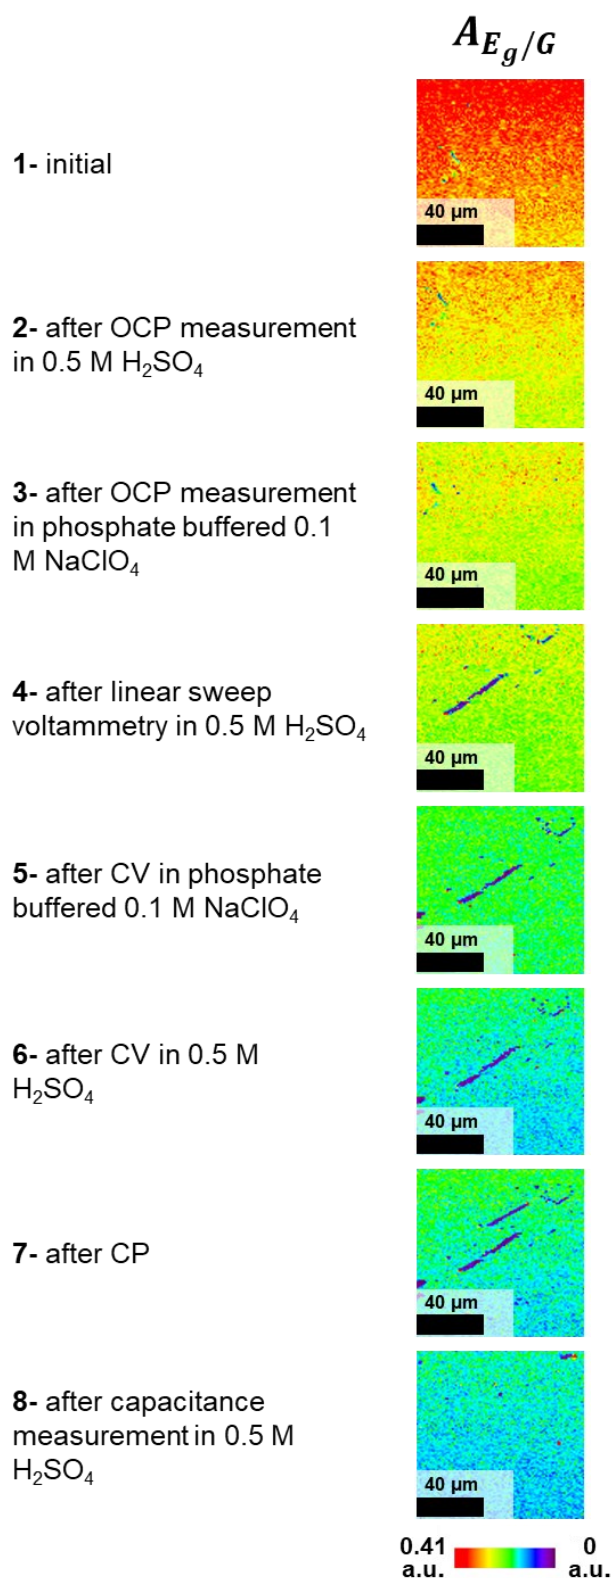 A_{E_g/G}
1- initial
40 µm
2- after OCP measurement
in 0.5 M H₂SO₄
40 µm
3- after OCP measurement
in phosphate buffered 0.1
M NaClO₄
40 µm
4- after linear sweep
voltammetry in 0.5 M H₂SO₄
40 µm
5- after CV in phosphate
buffered 0.1 M NaClO₄
40 µm
6- after CV in 0.5 M
H₂SO₄
40 µm
7- after CP
40 µm
8- after capacitance
measurement in 0.5 M
H₂SO₄
40 µm
0.41 0
a.u. a.u.